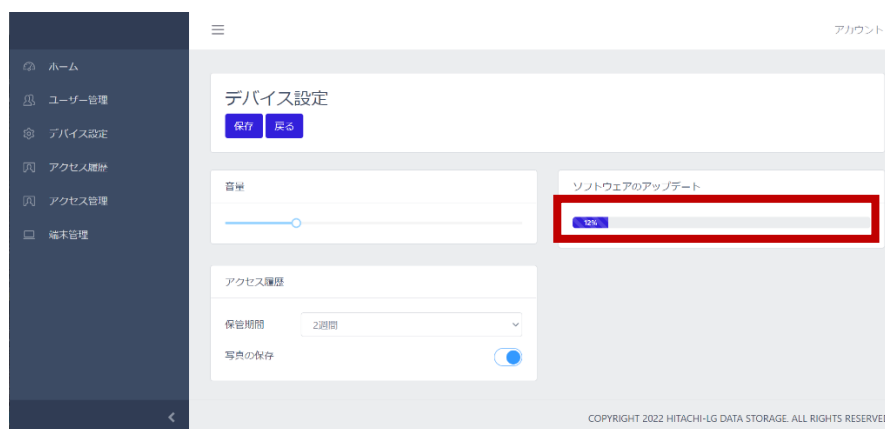 アカウント
ホーム
ユーザー管理
デバイス設定
アクセス履歴
アクセス管理
端末管理
デバイス設定
保存 戻る
音量
ソフトウェアのアップデート
12%
アクセス履歴
保管期間 2週間
写真の保存
COPYRIGHT 2022 HITACHI-LG DATA STORAGE. ALL RIGHTS RESERVED